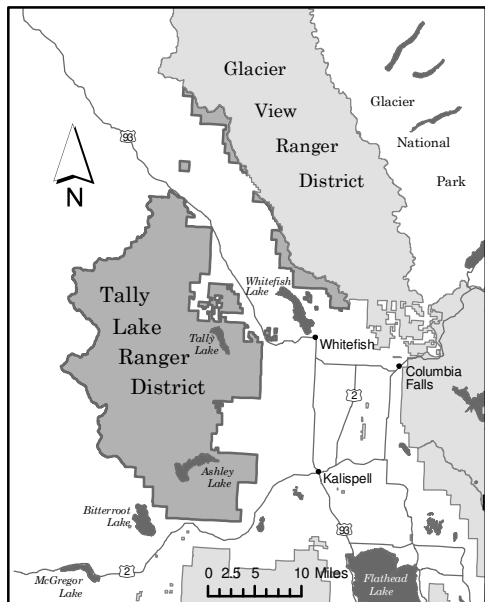 Glacier
View
Ranger
District
Glacier
National
Park
93
N
Tally
Lake
Ranger
District
Whitefish
Lake
Tally
Lake
Whitefish
Columbia
Falls
2
Ashley
Lake
Kalispell
Bitterroot
Lake
93
McGregor
Lake
2
0 2.5 5 10 Miles
Flathead
Lake